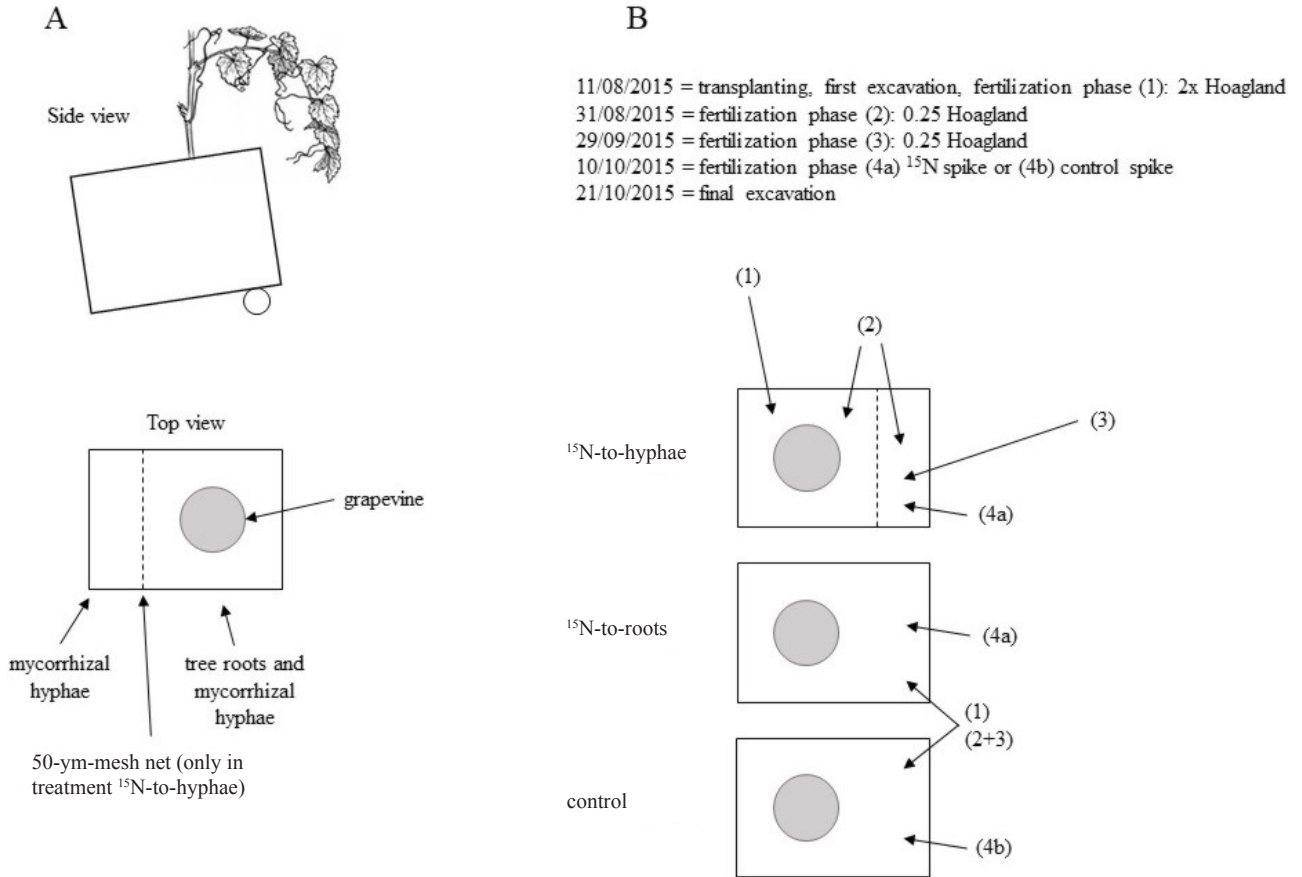 A
Side view
Top view
grapevine
mycorrhizal
hyphae
tree roots and
mycorrhizal
hyphae
50-ym-mesh net (only in
treatment ¹⁵N-to-hyphae)
B
11/08/2015 = transplanting, first excavation, fertilization phase (1): 2x Hoagland
31/08/2015 = fertilization phase (2): 0.25 Hoagland
29/09/2015 = fertilization phase (3): 0.25 Hoagland
10/10/2015 = fertilization phase (4a) ¹⁵N spike or (4b) control spike
21/10/2015 = final excavation
(1)
(2)
¹⁵N-to-hyphae
(3)
(4a)
¹⁵N-to-roots
(4a)
(1)
(2+3)
control
(4b)